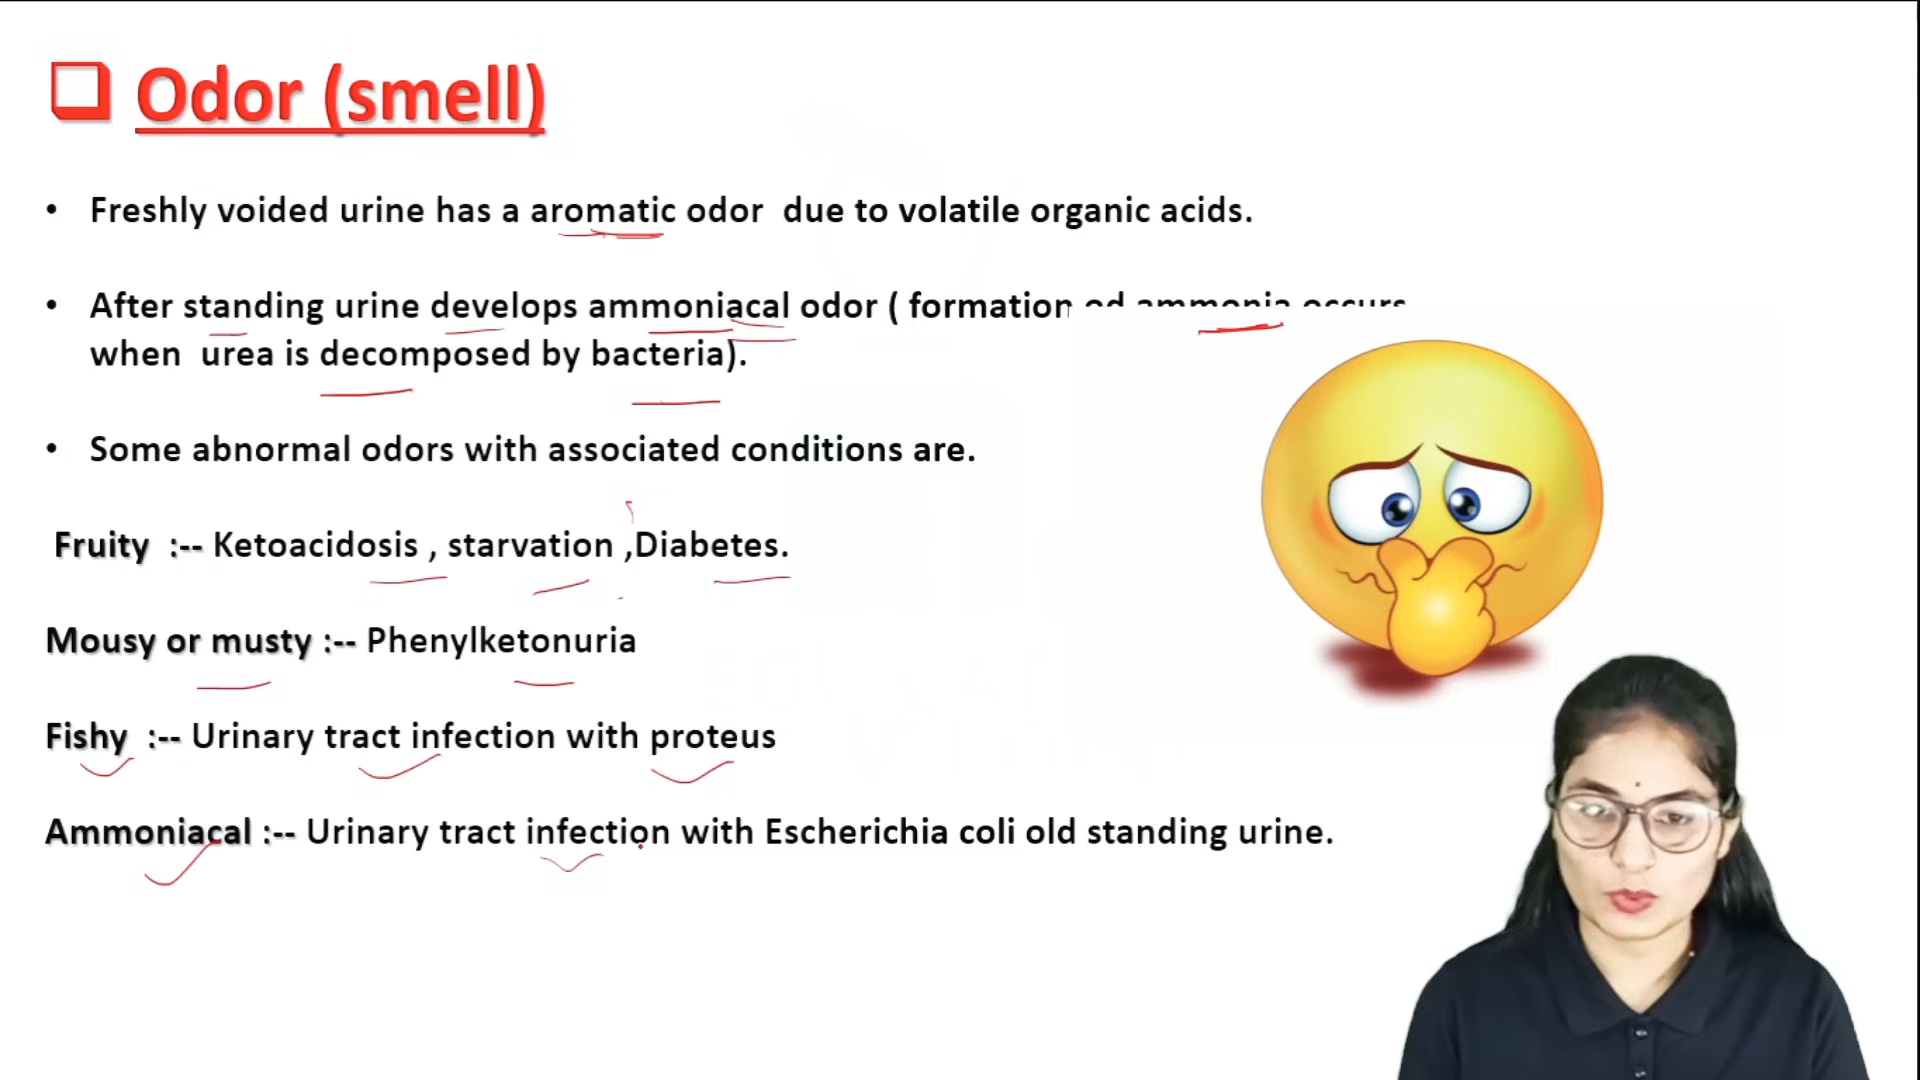 Odor (smell)
• Freshly voided urine has a aromatic odor due to volatile organic acids.
• After standing urine develops ammoniacal odor ( formation od ammonia occurs
when urea is decomposed by bacteria).
• Some abnormal odors with associated conditions are.
Fruity :-- Ketoacidosis , starvation ,Diabetes.
Mousy or musty :-- Phenylketonuria
Fishy :-- Urinary tract infection with proteus
Ammoniacal :-- Urinary tract infection with Escherichia coli old standing urine.